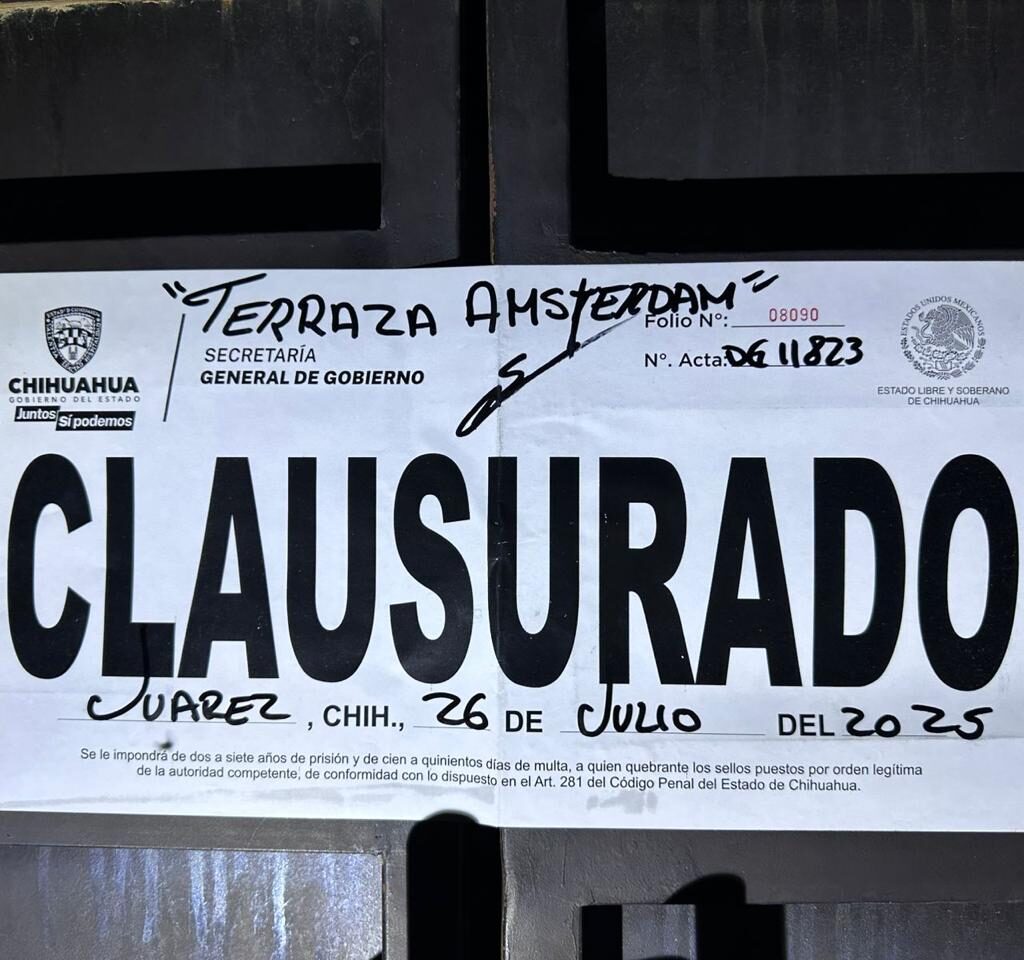 "TERRAZA AMSTERDAM"
CHIHUAHUA
GOBIERNO DEL ESTADO
Juntos Sí podemos
SECRETARÍA
GENERAL DE GOBIERNO
Folio N°: 08090
N°. Acta: DG 11823
ESTADOS UNIDOS MEXICANOS
ESTADO LIBRE Y SOBERANO
DE CHIHUAHUA
CLAUSURADO
JUAREZ, CHIH., 26 DE JULIO DEL 2025
Se le impondrá de dos a siete años de prisión y de cien a quinientos días de multa, a quien quebrante los sellos puestos por orden legítima
de la autoridad competente, de conformidad con lo dispuesto en el Art. 281 del Código Penal del Estado de Chihuahua.